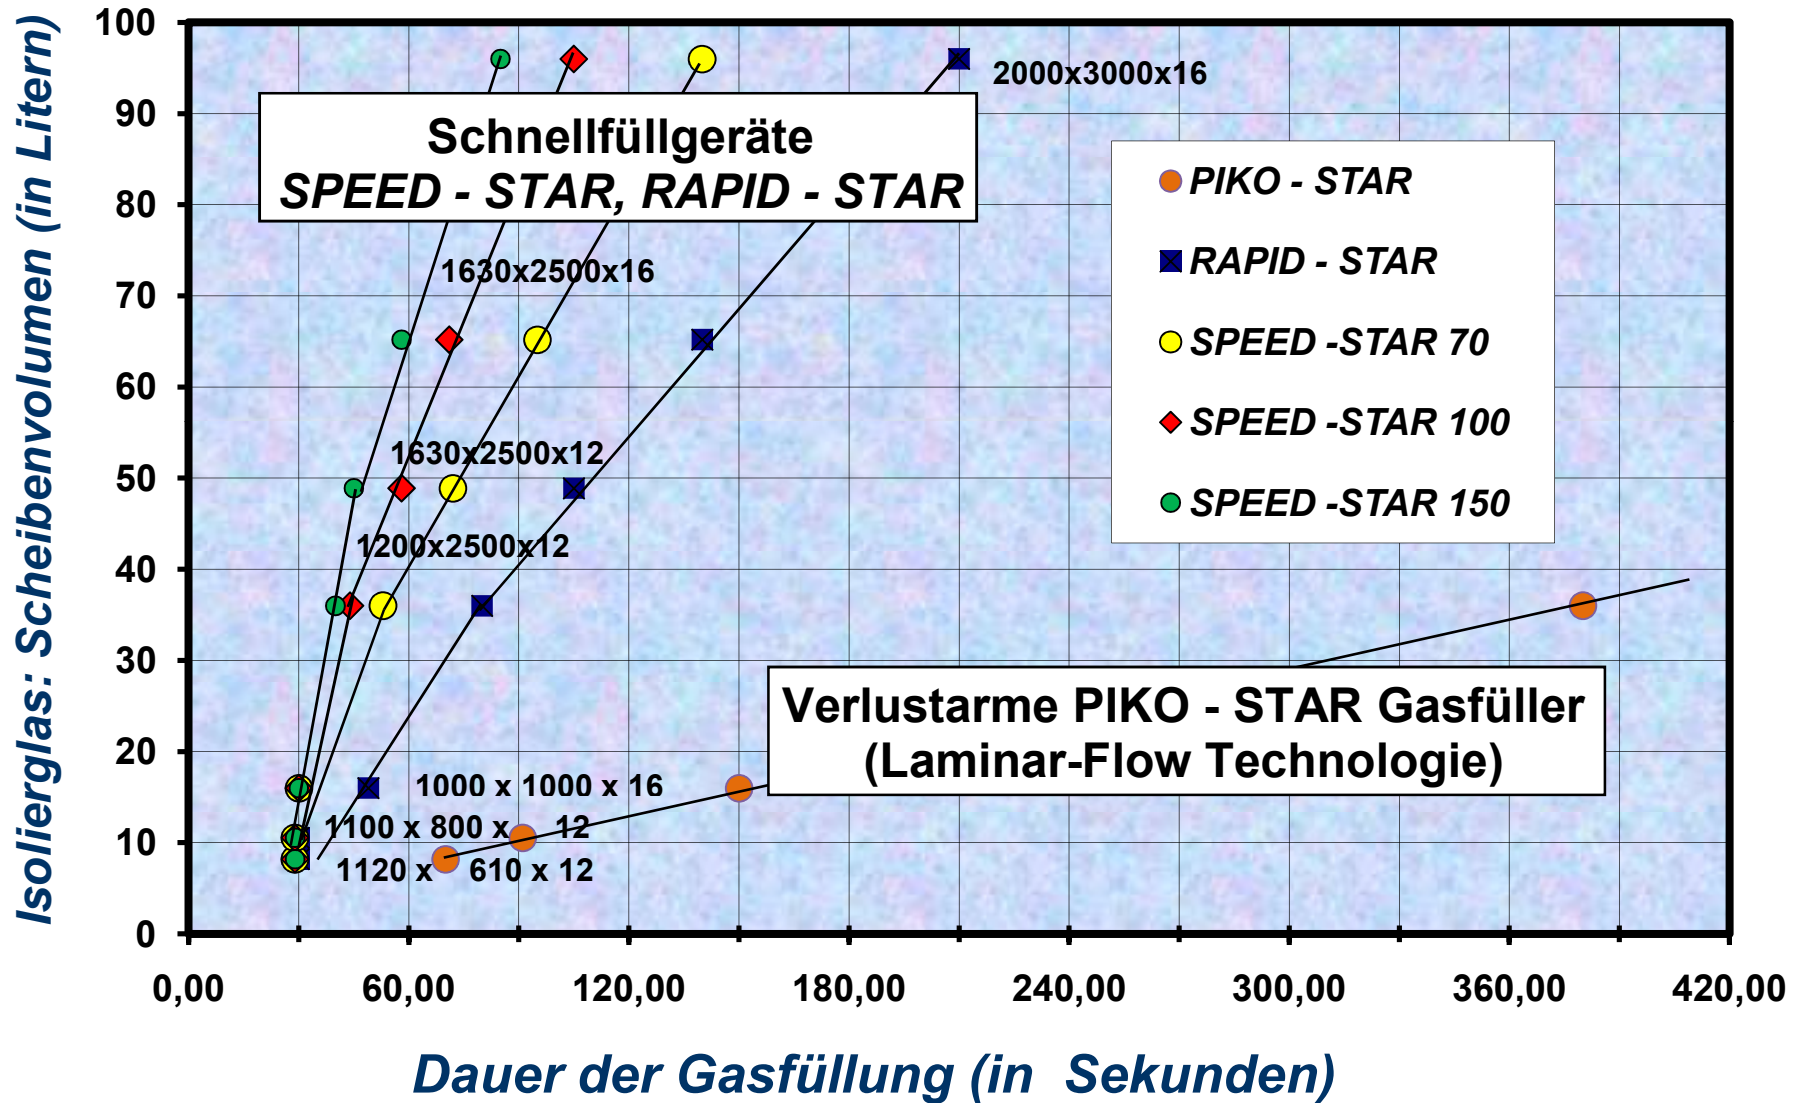 Isolierglas: Scheibenvolumen (in Litern)
100
90
80
70
60
50
40
30
20
10
0
Schnellfüllgeräte
SPEED - STAR, RAPID - STAR
2000x3000x16
1630x2500x16
1630x2500x12
1200x2500x12
1000 x 1000 x 16
1100 x 800 x 12
1120 x 610 x 12
PIKO - STAR
RAPID - STAR
SPEED -STAR 70
SPEED -STAR 100
SPEED -STAR 150
Verlustarme PIKO - STAR Gasfüller
(Laminar-Flow Technologie)
0,00 60,00 120,00 180,00 240,00 300,00 360,00 420,00
Dauer der Gasfüllung (in Sekunden)